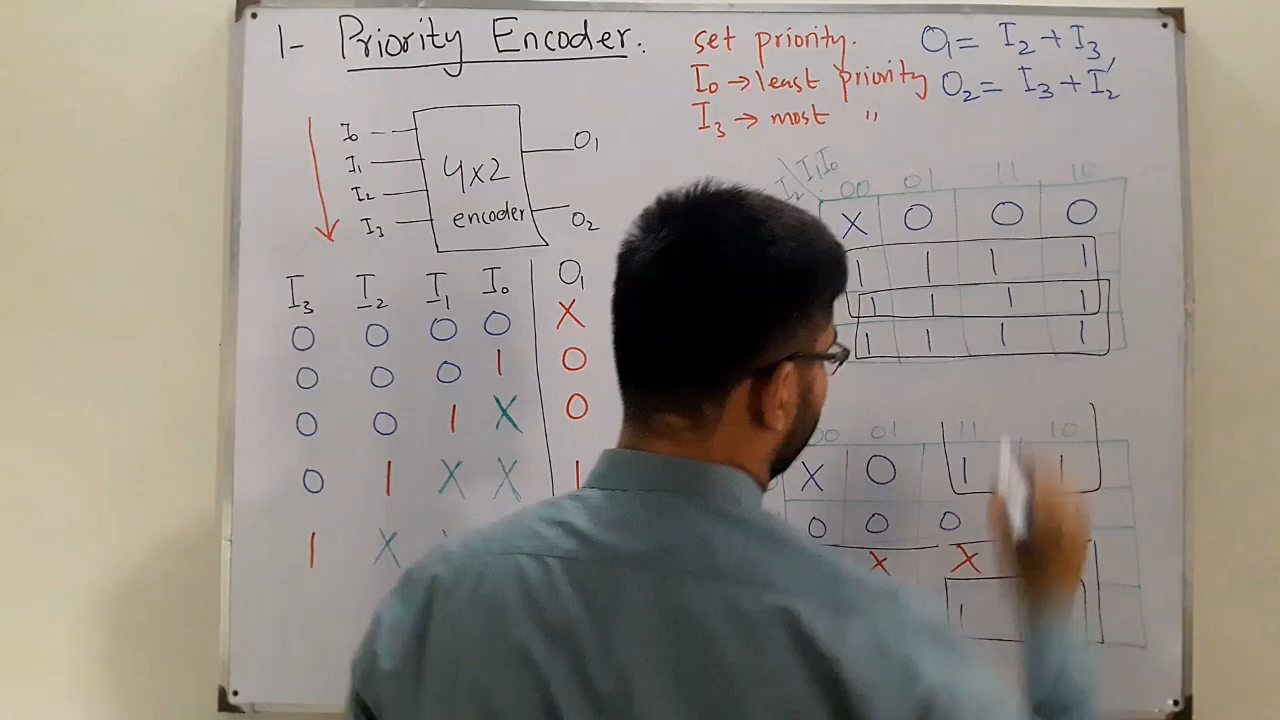 1- Priority Encoder.
set priority.
I0 → least priority
I3 → most "
O1 = I2 + I3
O2 = I3 + I2'
I0
I1
I2
I3
4x2
encoder
O1
O2
I3 I2 I1 I0 O1
0 0 0 0 X
0 0 0 1 0
0 0 1 X 0
0 1 X X 1
1 X
I2 I1I0
00 01 11 10
X 0 0 0
1 1 1 1
1 1 1 1
1 1 1 1
00 01 11 10
X 0 1 1
0 0 0
X X
1